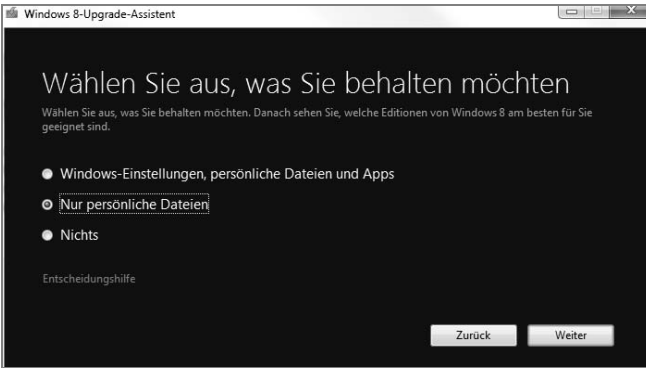 Windows 8-Upgrade-Assistent
Wählen Sie aus, was Sie behalten möchten
Wählen Sie aus, was Sie behalten möchten. Danach sehen Sie, welche Editionen von Windows 8 am besten für Sie
geeignet sind.
Windows-Einstellungen, persönliche Dateien und Apps
Nur persönliche Dateien
Nichts
Entscheidungshilfe
Zurück Weiter